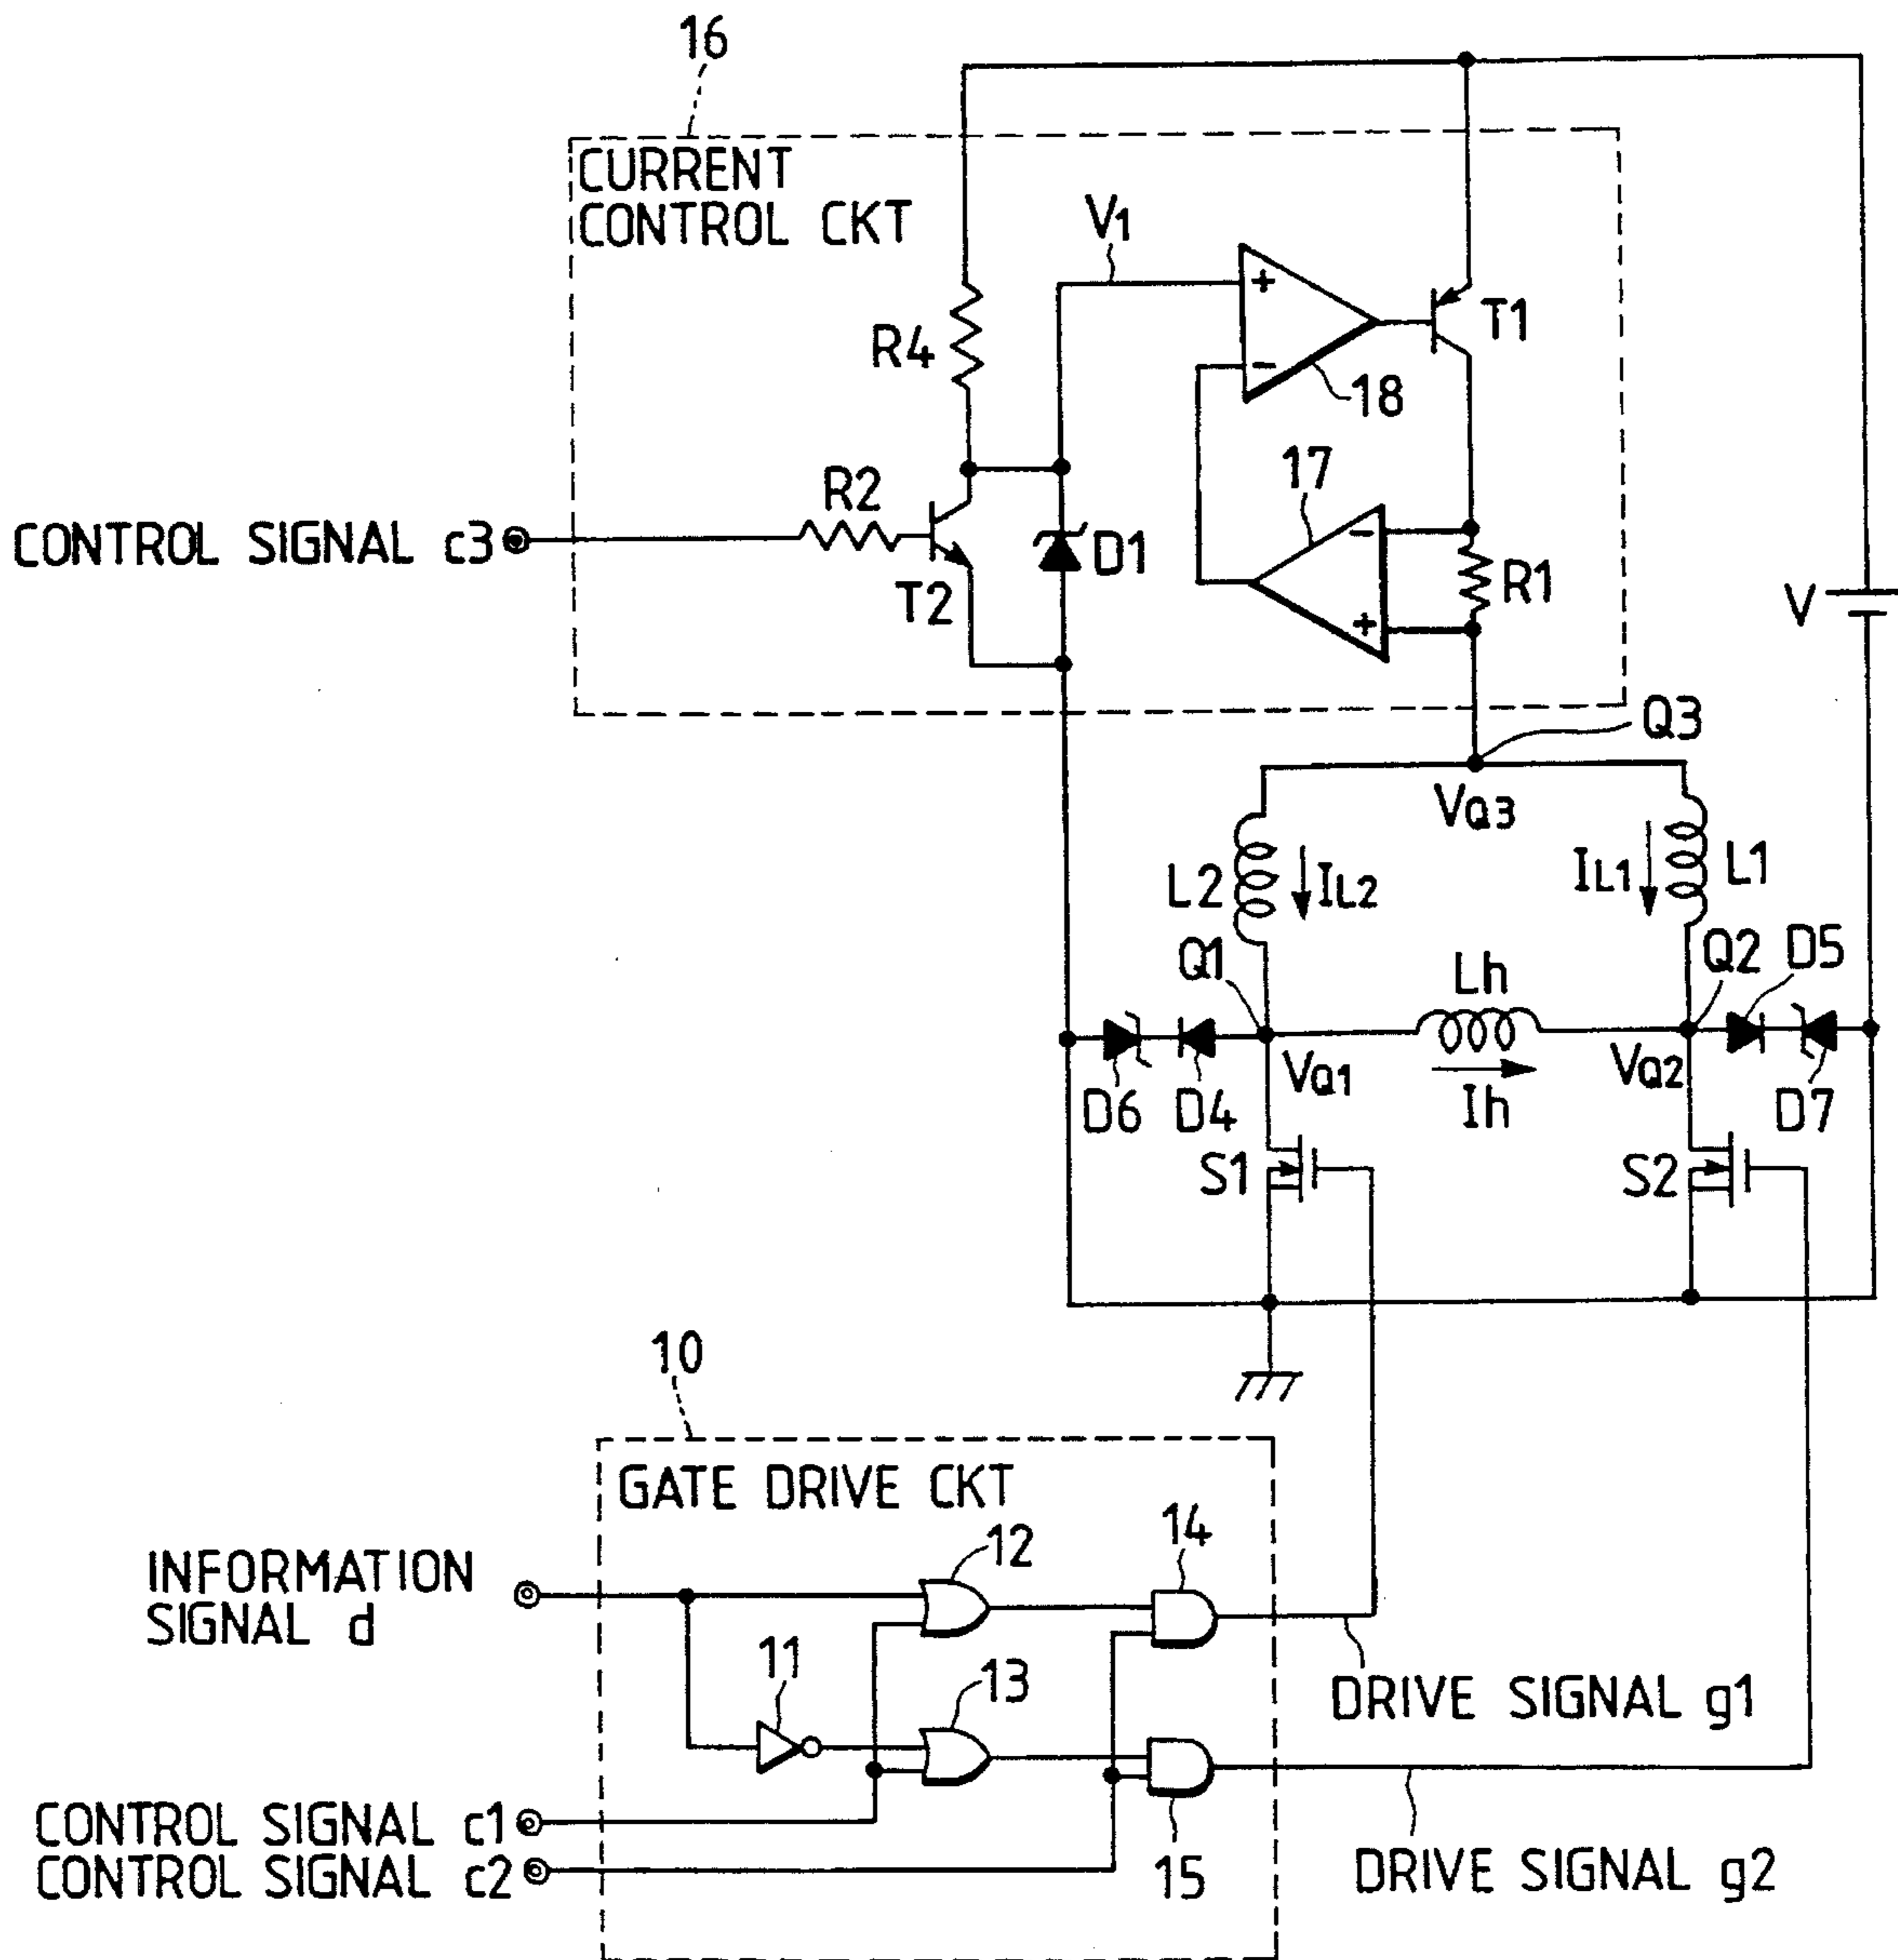 16
CURRENT
CONTROL CKT
V1
+
T1
R4
-
18
17
R2
-
CONTROL SIGNAL c3
D1
R1
T2
V
+
Q3
VQ3
L2
IL2
IL1
L1
Q1
Lh
Q2
D5
VQ1
VQ2
D6
D4
Ih
D7
S1
S2
10
GATE DRIVE CKT
12
14
INFORMATION
SIGNAL d
11
13
DRIVE SIGNAL g1
CONTROL SIGNAL c1
CONTROL SIGNAL c2
15
DRIVE SIGNAL g2